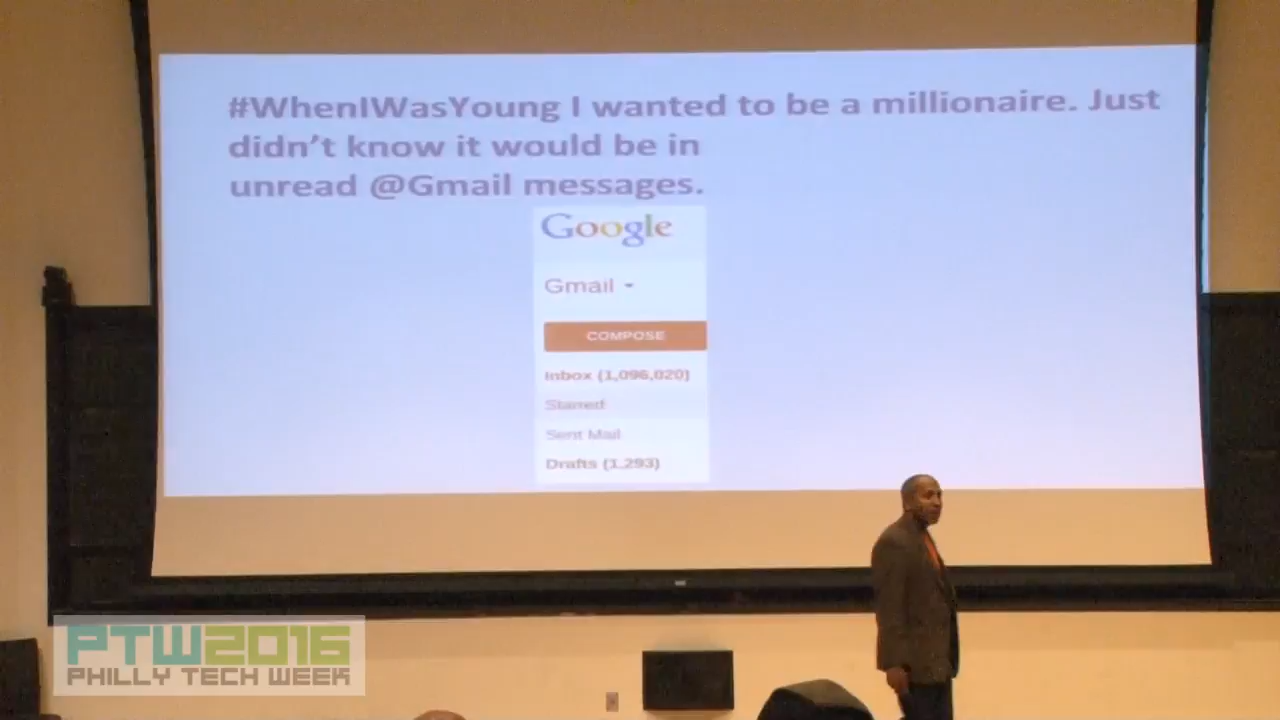 #WhenIWasYoung I wanted to be a millionaire. Just
didn't know it would be in
unread @Gmail messages.
Google
Gmail
COMPOSE
Inbox (1,096,020)
Starred
Sent Mail
Drafts (1,293)
PTW2016
PHILLY TECH WEEK